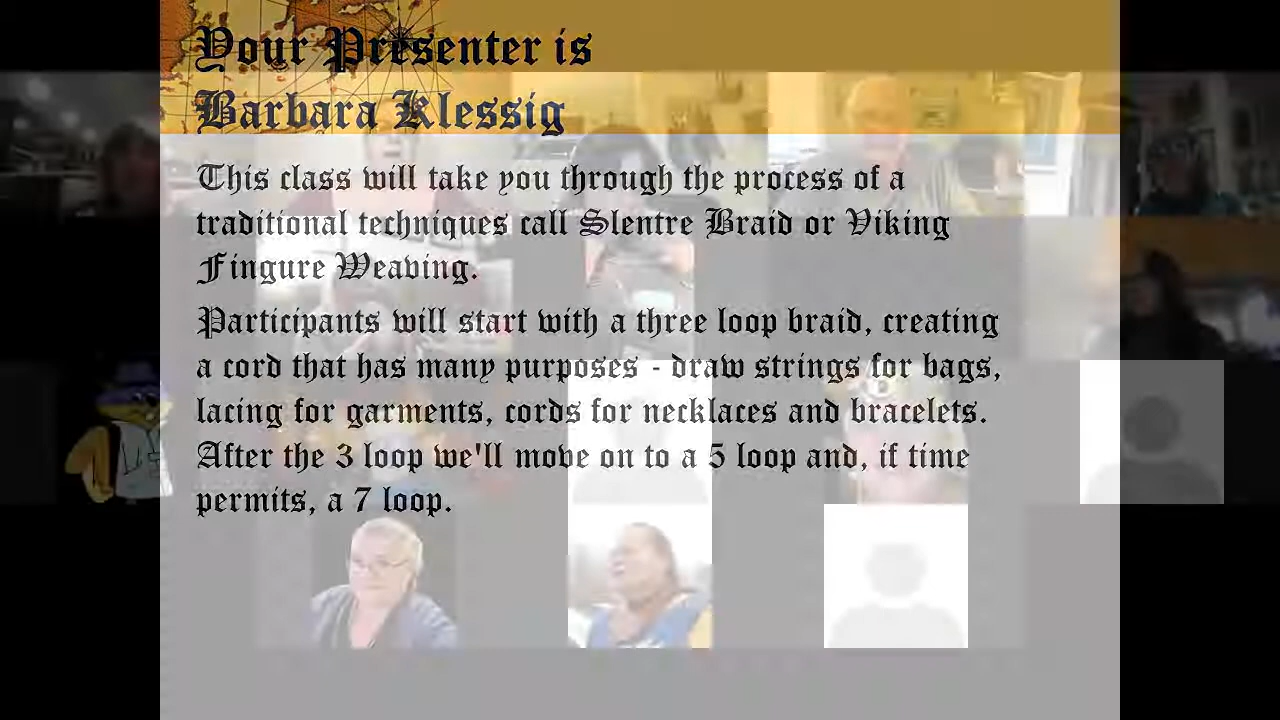 Your Presenter is
Barbara Klessig
This class will take you through the process of a
traditional techniques call Slentre Braid or Viking
Fingure Weaving.
Participants will start with a three loop braid, creating
a cord that has many purposes - draw strings for bags,
lacing for garments, cords for necklaces and bracelets.
After the 3 loop we'll move on to a 5 loop and, if time
permits, a 7 loop.